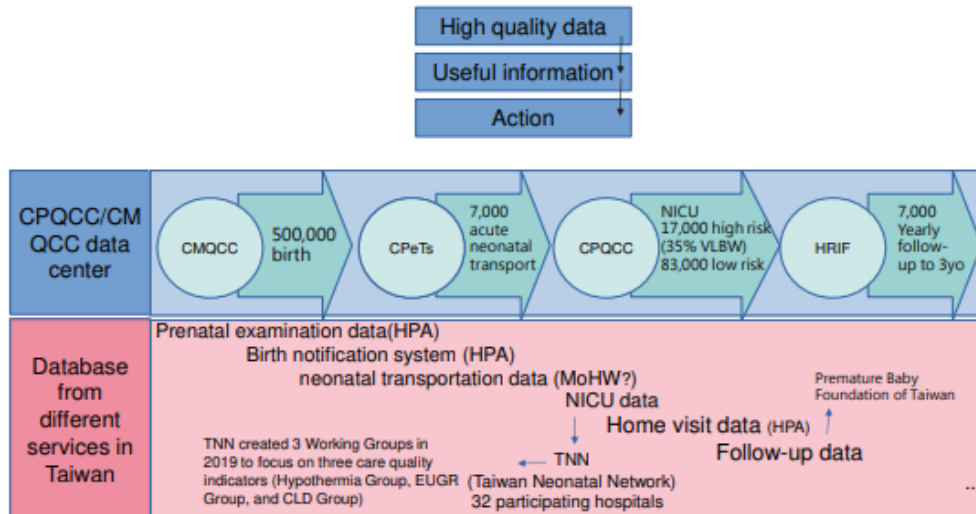 High quality data
Useful information
Action
CPQCC/CM
QCC data
center
CMQCC
500,000
birth
CPeTs
7,000
acute
neonatal
transport
CPQCC
NICU
17,000 high risk
(35% VLBW)
83,000 low risk
HRIF
7,000
Yearly
follow-
up to 3yo
Database
from
different
services in
Taiwan
Prenatal examination data(HPA)
Birth notification system (HPA)
neonatal transportation data (MoHW?)
NICU data
Home visit data (HPA)
Follow-up data
Premature Baby
Foundation of Taiwan
TNN created 3 Working Groups in
2019 to focus on three care quality
indicators (Hypothermia Group, EUGR
Group, and CLD Group)
TNN
(Taiwan Neonatal Network)
32 participating hospitals
...